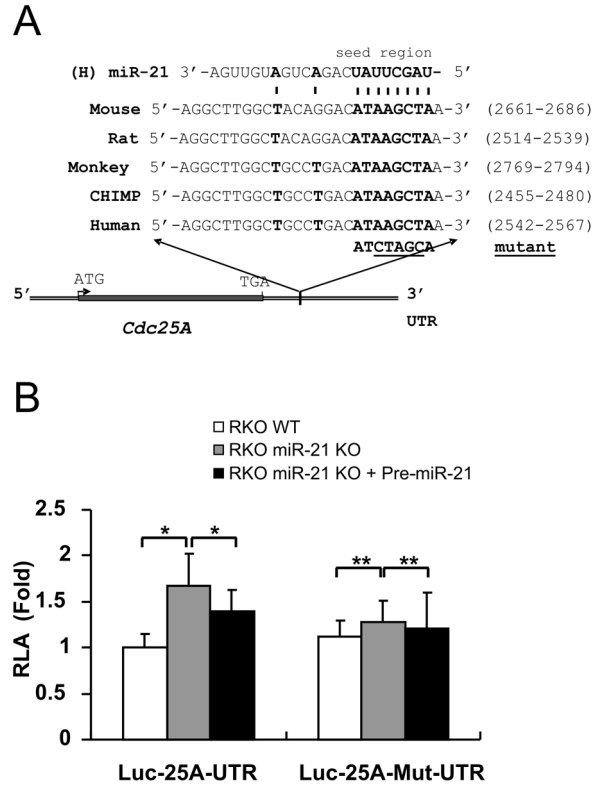 A
seed region
(H) miR-21 3’-AGUUGUAGUCAGACUAUUCGAU- 5’
Mouse 5’-AGGCTTGGCTACAGGACATAAGCTAA-3’ (2661-2686)
Rat 5’-AGGCTTGGCTACAGGACATAAGCTAA-3’ (2514-2539)
Monkey 5’-AGGCTTGGCTGCCTGACATAAGCTAA-3’ (2769-2794)
CHIMP 5’-AGGCTTGGCTGCCTGACATAAGCTAA-3’ (2455-2480)
Human 5’-AGGCTTGGCTGCCTGACATAAGCTAA-3’ (2542-2567)
ATCTAGCA mutant
ATG TGA
5’ 3’
Cdc25A UTR
B
RKO WT
RKO miR-21 KO
RKO miR-21 KO + Pre-miR-21
RLA (Fold)
2.5
2
1.5
1
0.5
0
* *
** **
Luc-25A-UTR Luc-25A-Mut-UTR